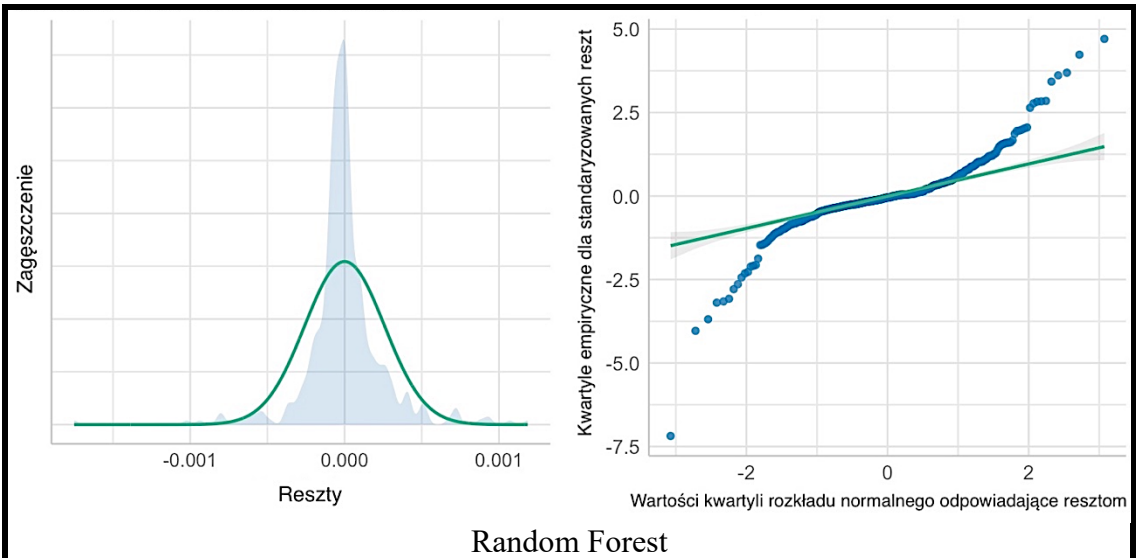 Zagęszczenie
-0.001 0.000 0.001
Reszty
Kwartyle empiryczne dla standaryzowanych reszt
5.0
2.5
0.0
-2.5
-5.0
-7.5
-2 0 2
Wartości kwartyli rozkładu normalnego odpowiadające resztom
Random Forest